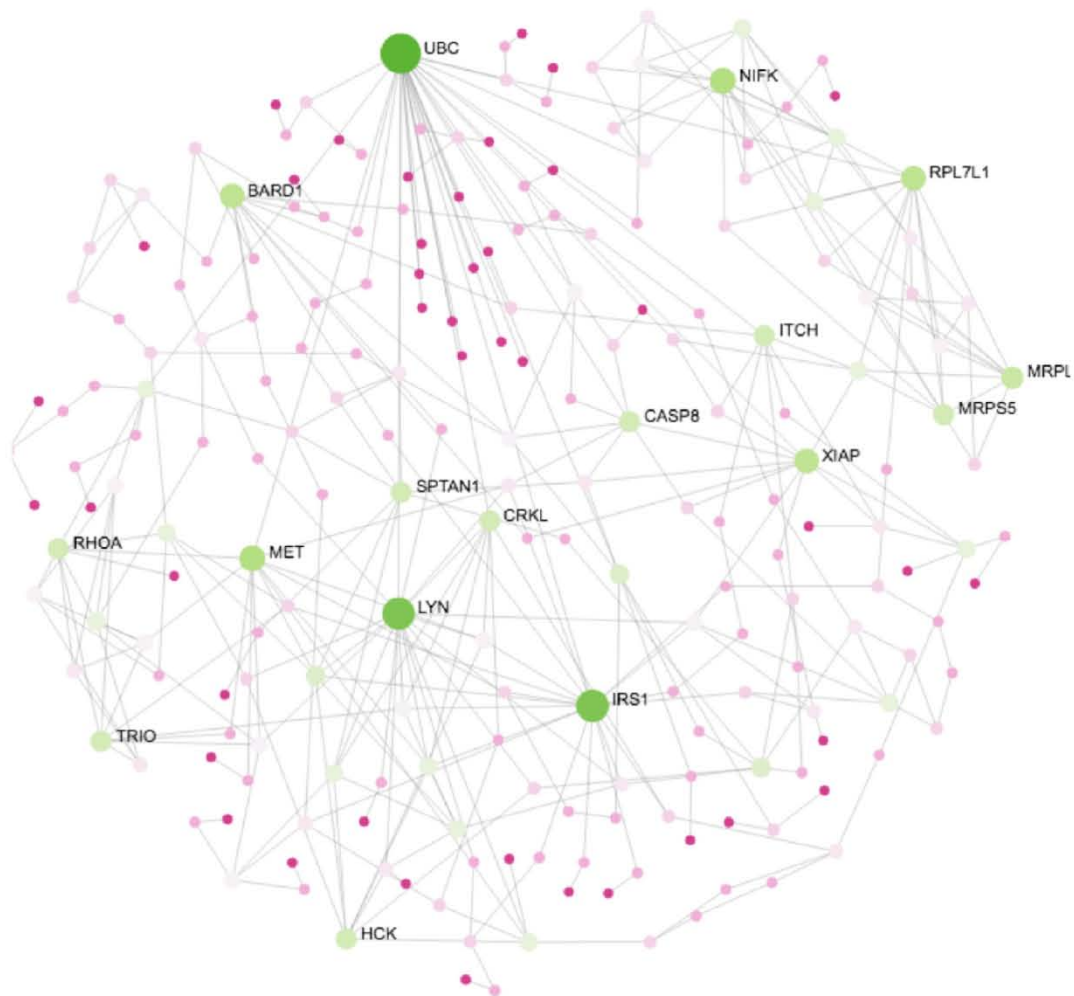 UBC
NIFK
RPL7L1
BARD1
ITCH
MRPL
MRPS5
CASP8
XIAP
SPTAN1
CRKL
RHOA
MET
LYN
IRS1
TRIO
HCK